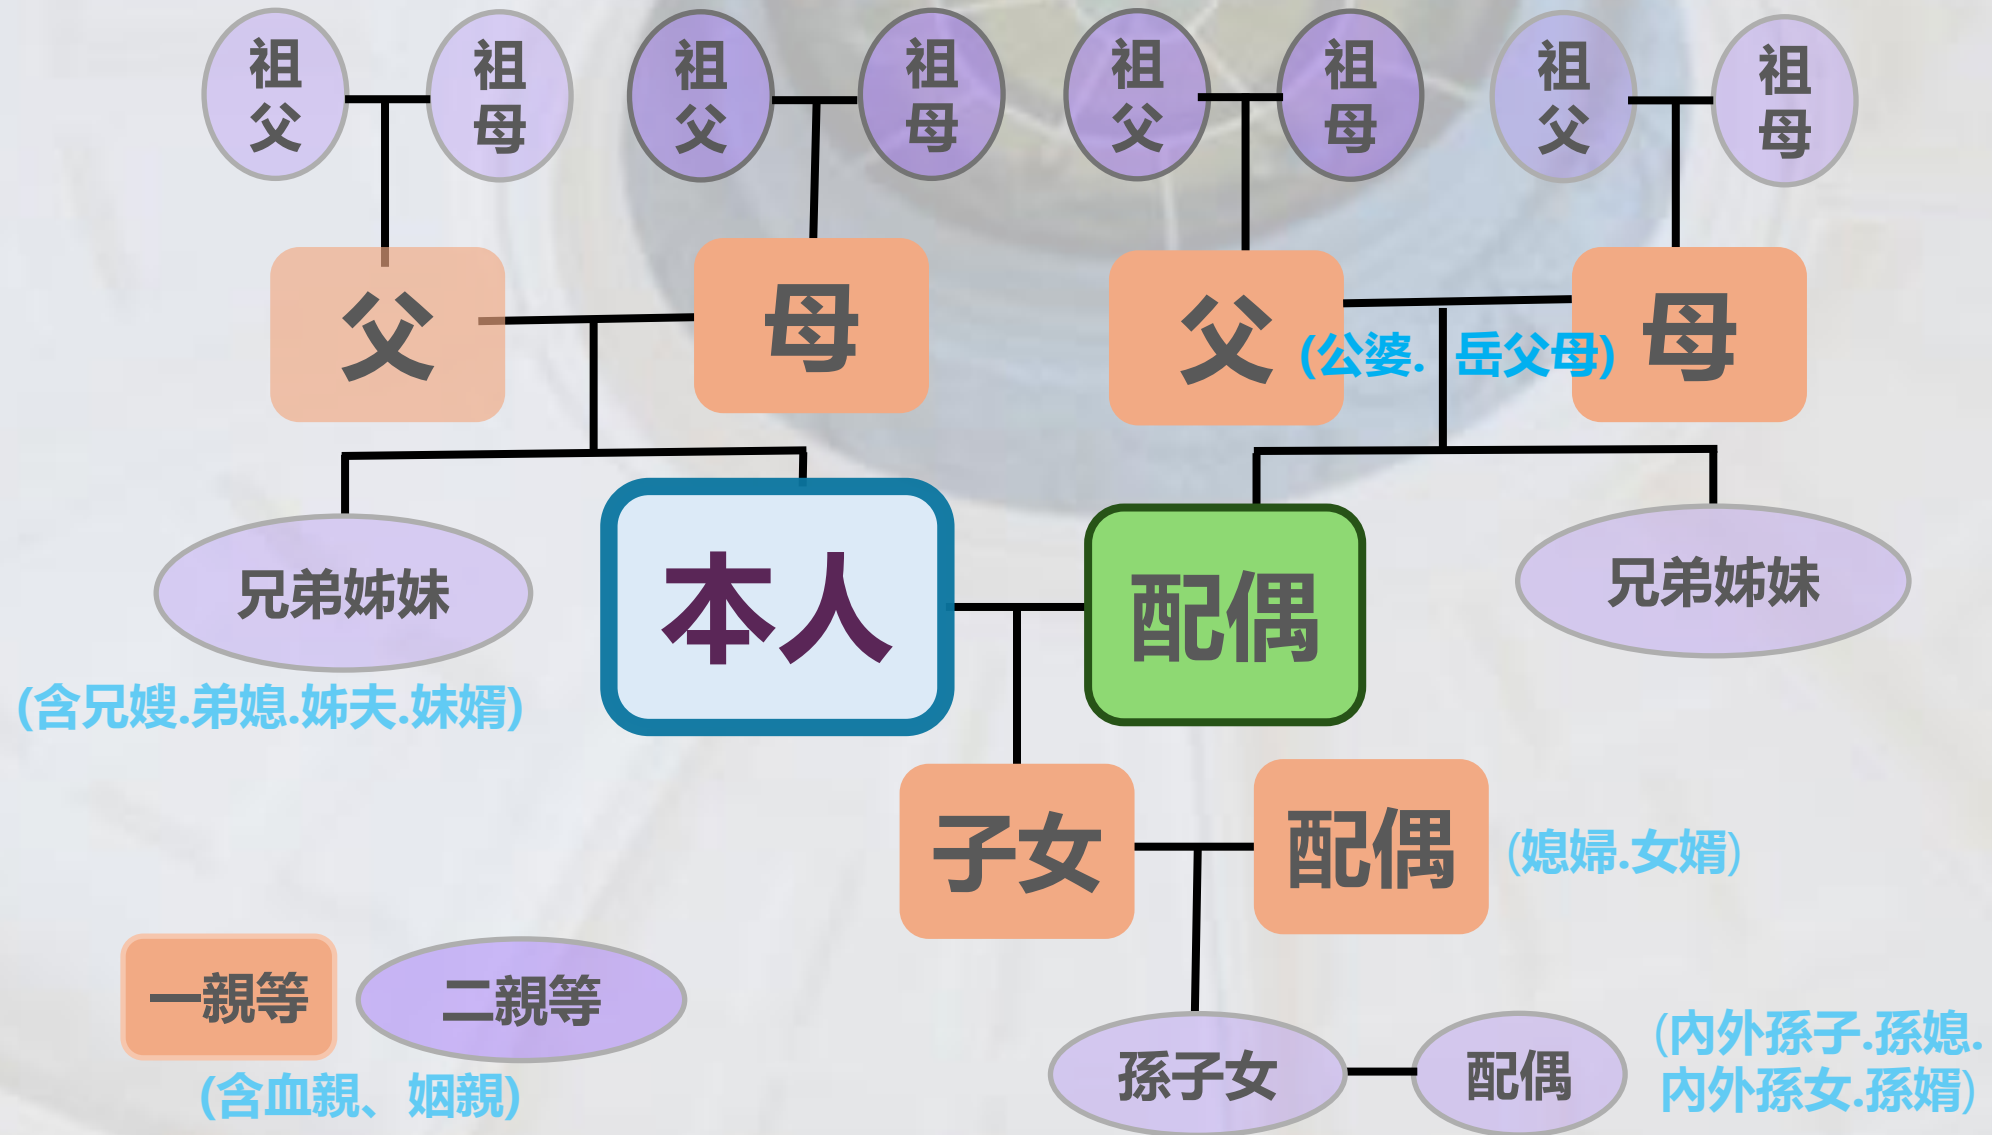 祖父
祖母
祖父
祖母
祖父
祖母
祖父
祖母
父
母
父
(公婆. 岳父母)
母
兄弟姊妹
(含兄嫂.弟媳.姊夫.妹婿)
本人
配偶
兄弟姊妹
子女
配偶
(媳婦.女婿)
一親等
二親等
(含血親、姻親)
孫子女
配偶
(內外孫子.孫媳.
內外孫女.孫婿)